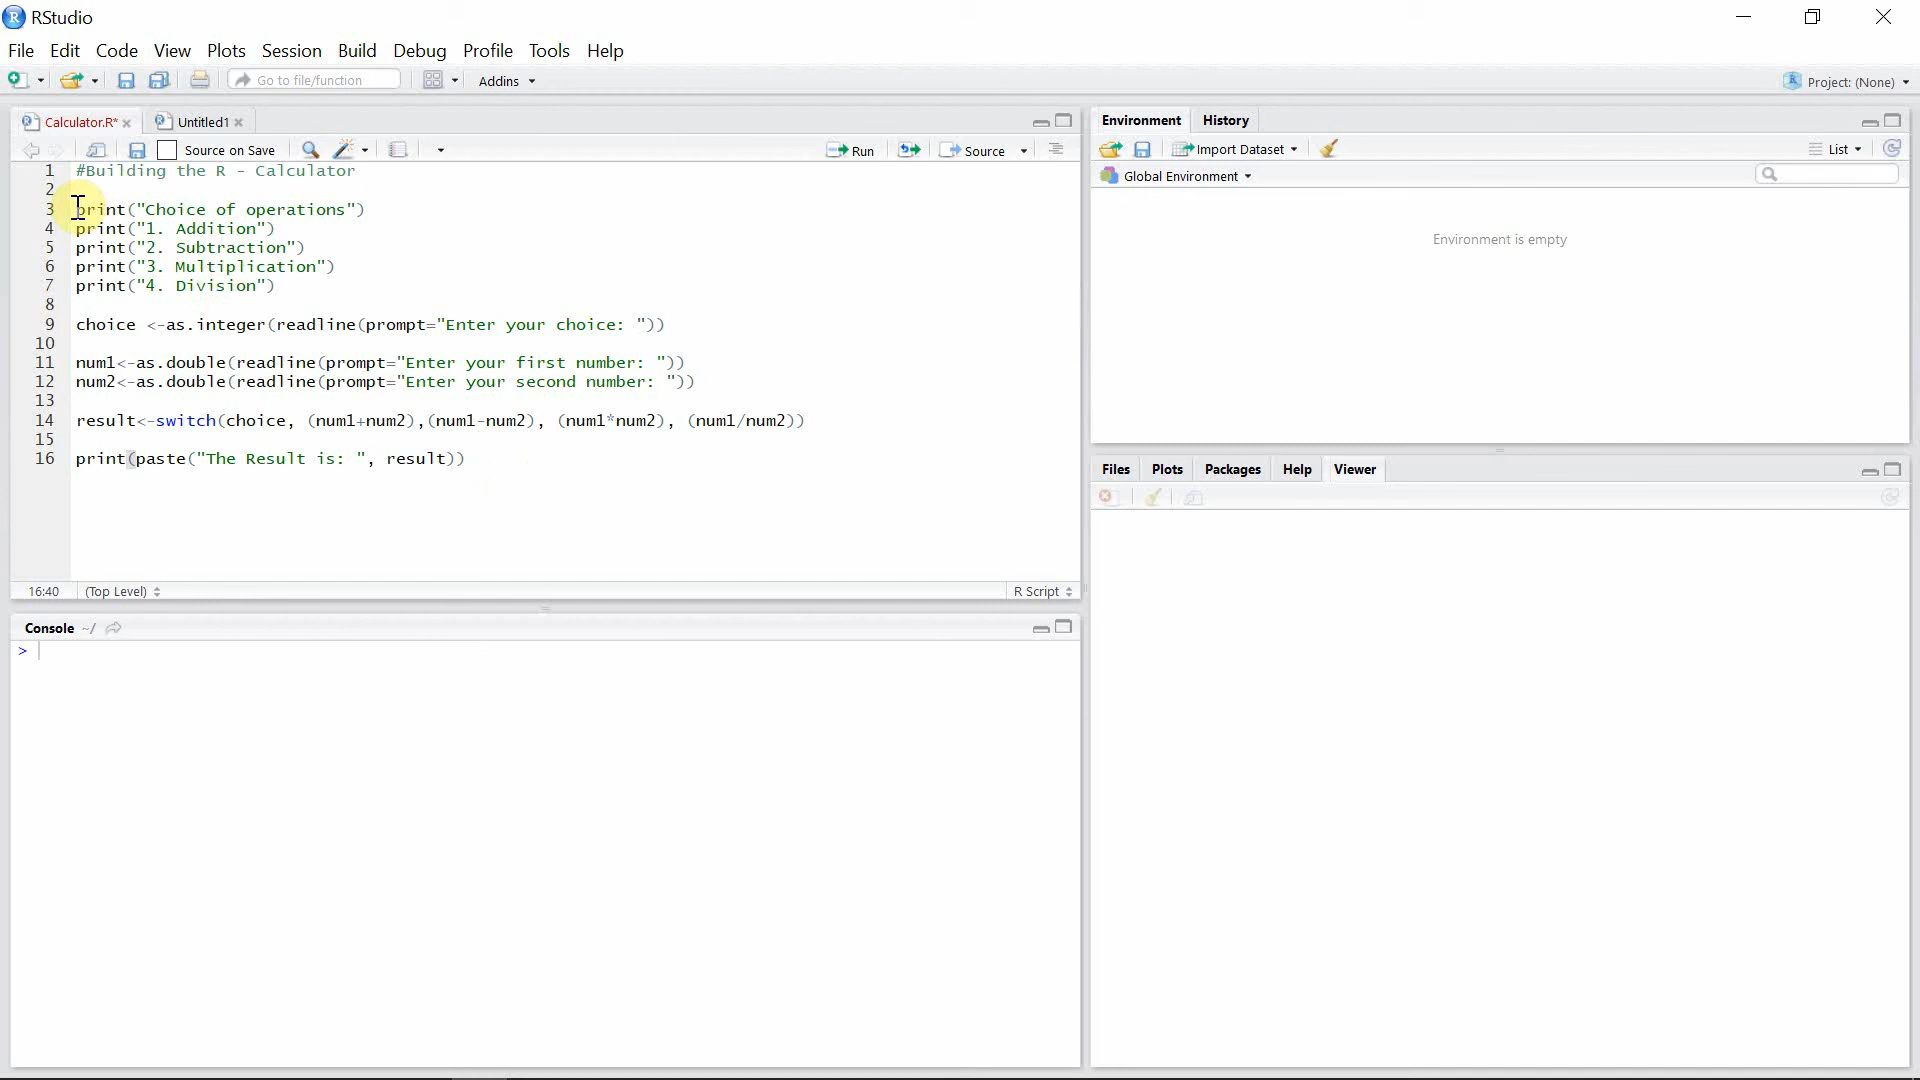 RStudio
File Edit Code View Plots Session Build Debug Profile Tools Help
Go to file/function Addins Project: (None)
Calculator.R* Untitled1
Source on Save Run Source
1 #Building the R - Calculator
2
3 print("Choice of operations")
4 print("1. Addition")
5 print("2. Subtraction")
6 print("3. Multiplication")
7 print("4. Division")
8
9 choice <-as.integer(readline(prompt="Enter your choice: "))
10
11 num1<-as.double(readline(prompt="Enter your first number: "))
12 num2<-as.double(readline(prompt="Enter your second number: "))
13
14 result<-switch(choice, (num1+num2),(num1-num2), (num1*num2), (num1/num2))
15
16 print(paste("The Result is: ", result))
16:40 (Top Level) R Script
Console ~/
>
Environment History
Import Dataset List
Global Environment
Environment is empty
Files Plots Packages Help Viewer